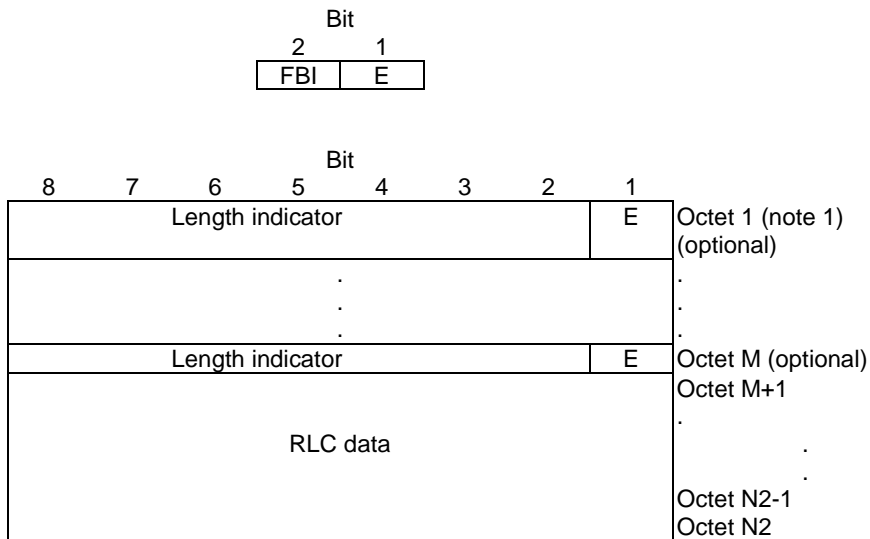 Bit
2 1
FBI E
Bit
8 7 6 5 4 3 2 1
Length indicator E Octet 1 (note 1)
(optional)
. .
. .
. .
Length indicator E Octet M (optional)
Octet M+1
.
RLC data .
.
Octet N2-1
Octet N2